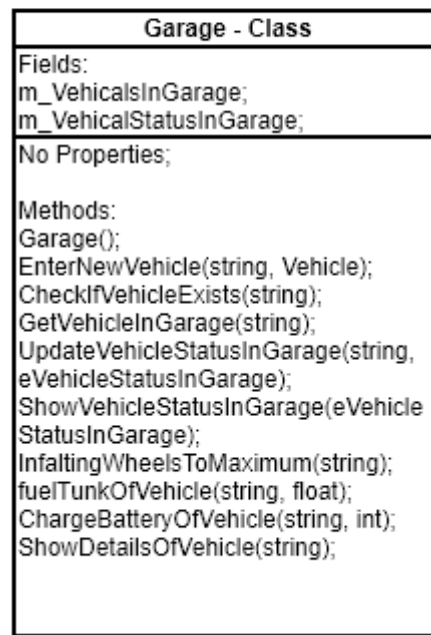 Garage - Class
Fields:
m_VehicalsInGarage;
m_VehicalStatusInGarage;
No Properties;
Methods:
Garage();
EnterNewVehicle(string, Vehicle);
CheckIfVehicleExists(string);
GetVehicleInGarage(string);
UpdateVehicleStatusInGarage(string,
eVehicleStatusInGarage);
ShowVehicleStatusInGarage(eVehicle
StatusInGarage);
InfaltingWheelsToMaximum(string);
fuelTunkOfVehicle(string, float);
ChargeBatteryOfVehicle(string, int);
ShowDetailsOfVehicle(string);